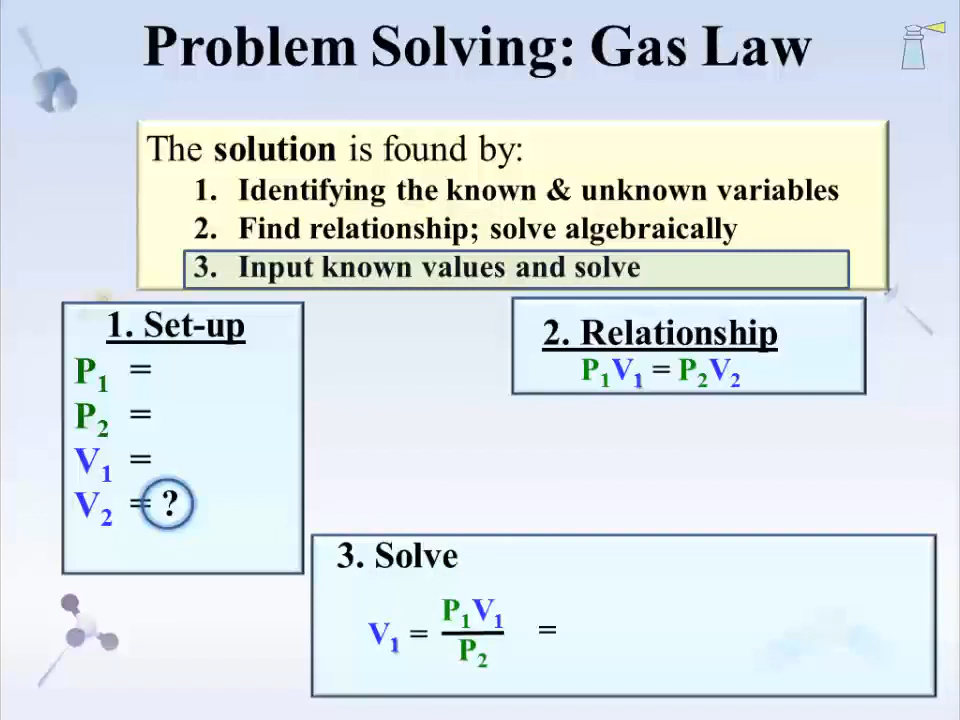 Problem Solving: Gas Law
The solution is found by:
1. Identifying the known & unknown variables
2. Find relationship; solve algebraically
3. Input known values and solve
1. Set-up
P₁ =
P₂ =
V₁ =
V₂ = ?
2. Relationship
P₁V₁ = P₂V₂
3. Solve
V₁ = P₁V₁ =
P₂